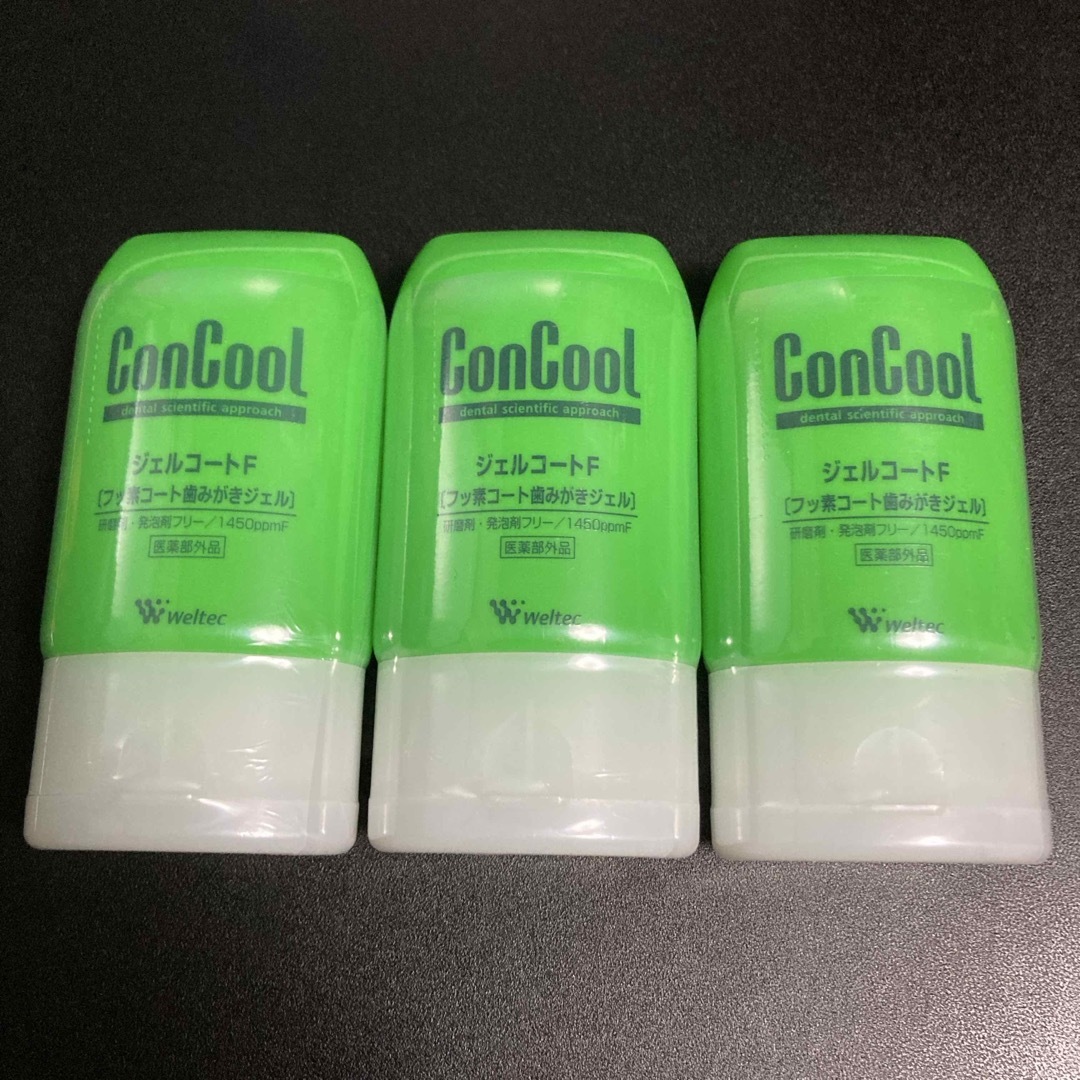 ConCool
dental scientific approach
ジェルコートF
[フッ素コート歯みがきジェル]
研磨剤・発泡剤フリー/1450ppmF
医薬部外品
Weltec
ConCool
dental scientific approach
ジェルコートF
[フッ素コート歯みがきジェル]
研磨剤・発泡剤フリー/1450ppmF
医薬部外品
Weltec
ConCool
dental scientific approach
ジェルコートF
[フッ素コート歯みがきジェル]
研磨剤・発泡剤フリー/1450ppmF
医薬部外品
Weltec